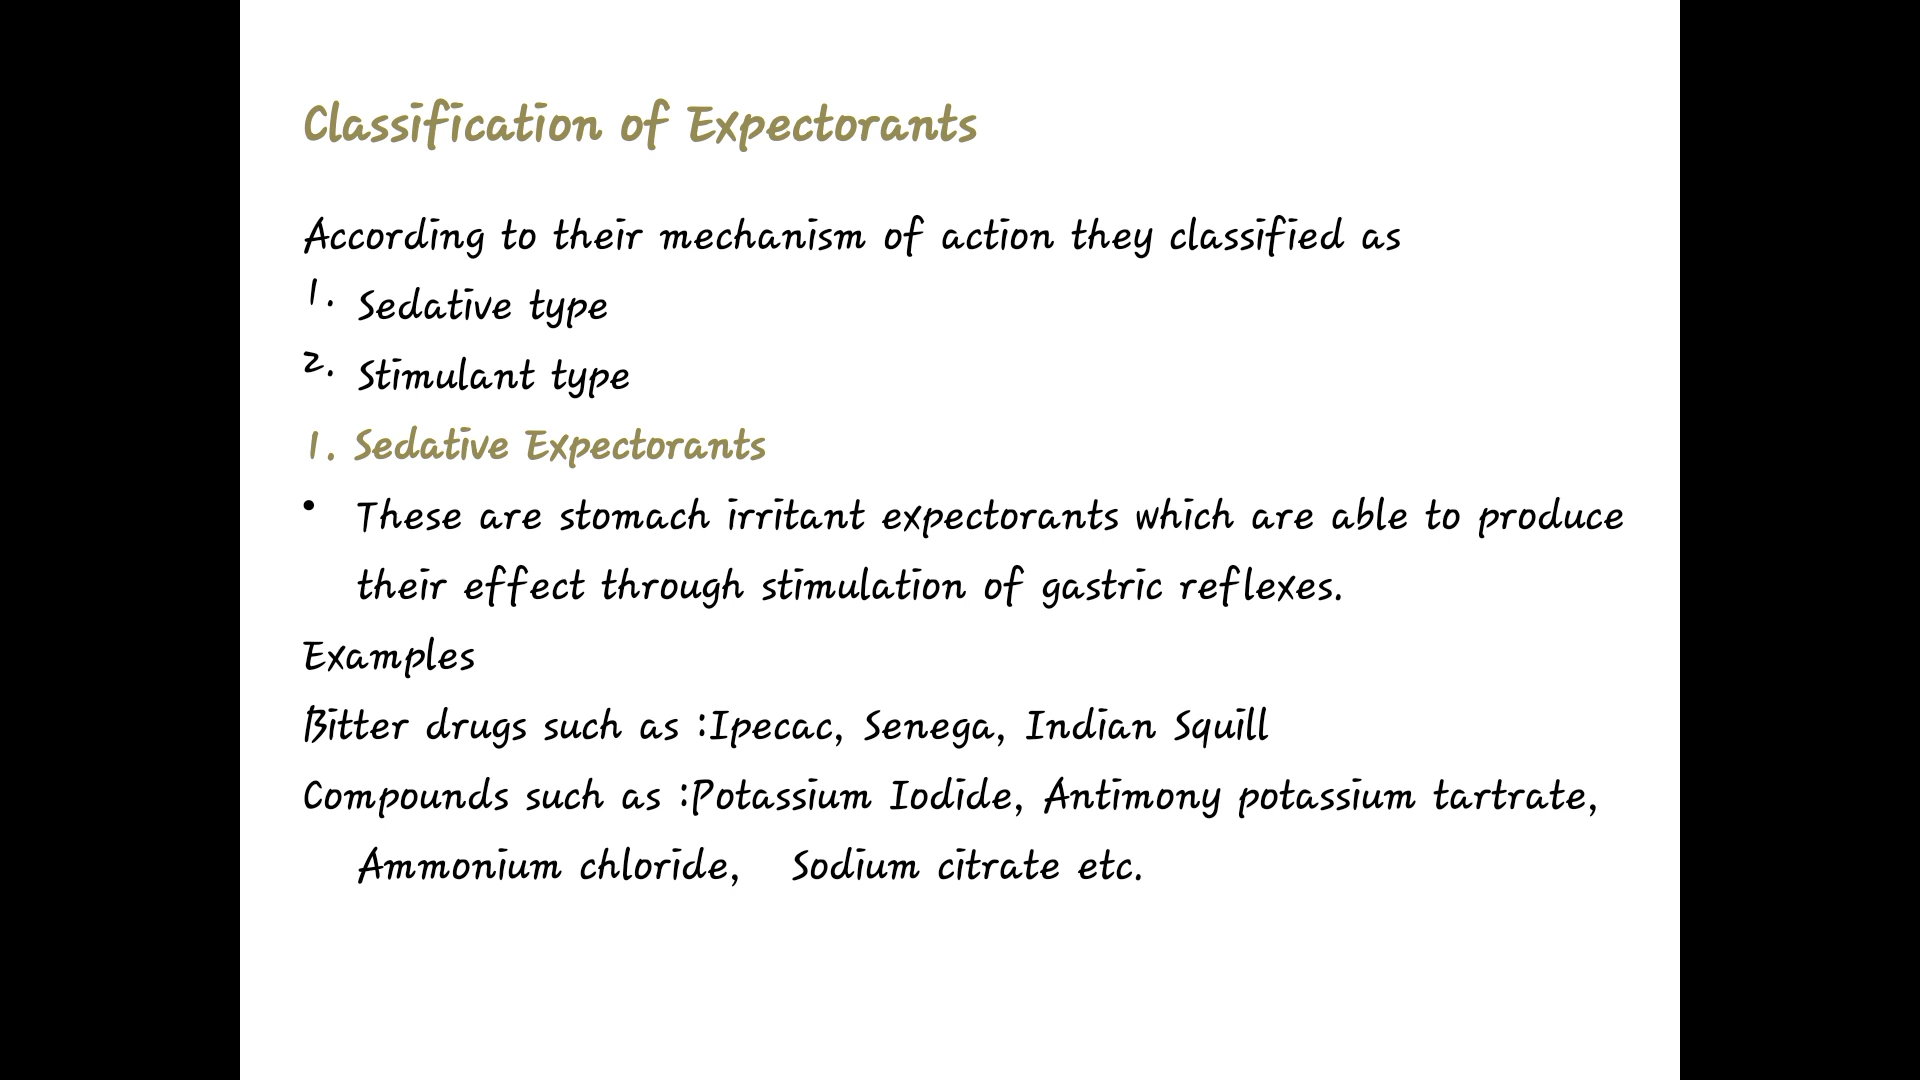 Classification of Expectorants
According to their mechanism of action they classified as
1. Sedative type
2. Stimulant type
1. Sedative Expectorants
• These are stomach irritant expectorants which are able to produce
their effect through stimulation of gastric reflexes.
Examples
Bitter drugs such as :Ipecac, Senega, Indian Squill
Compounds such as :Potassium Iodide, Antimony potassium tartrate,
Ammonium chloride, Sodium citrate etc.